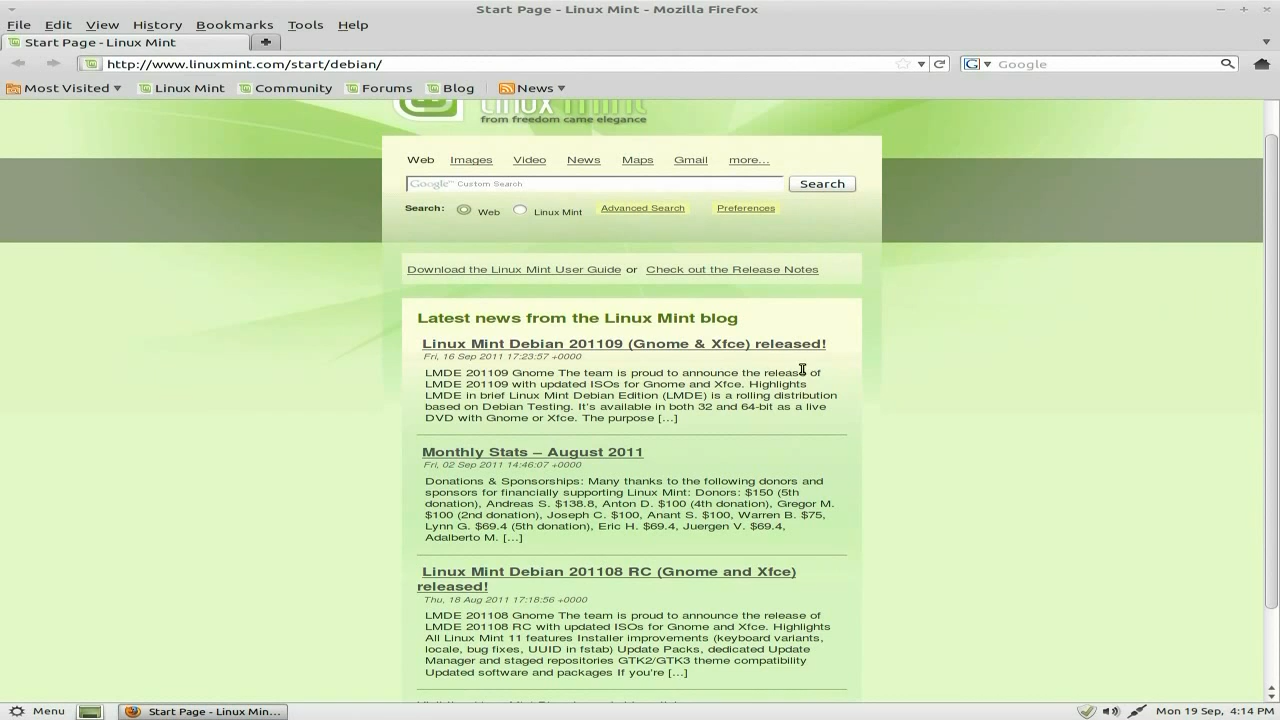 Start Page - Linux Mint - Mozilla Firefox
File Edit View History Bookmarks Tools Help
Start Page - Linux Mint
http://www.linuxmint.com/start/debian/
Google
Most Visited Linux Mint Community Forums Blog News
linux mint
from freedom came elegance
Web Images Video News Maps Gmail more...
Google™ Custom Search Search
Search: Web Linux Mint Advanced Search Preferences
Download the Linux Mint User Guide or Check out the Release Notes
Latest news from the Linux Mint blog
Linux Mint Debian 201109 (Gnome & Xfce) released!
Fri, 16 Sep 2011 17:23:57 +0000
LMDE 201109 Gnome The team is proud to announce the release of
LMDE 201109 with updated ISOs for Gnome and Xfce. Highlights
LMDE in brief Linux Mint Debian Edition (LMDE) is a rolling distribution
based on Debian Testing. It's available in both 32 and 64-bit as a live
DVD with Gnome or Xfce. The purpose [...]
Monthly Stats – August 2011
Fri, 02 Sep 2011 14:46:07 +0000
Donations & Sponsorships: Many thanks to the following donors and
sponsors for financially supporting Linux Mint: Donors: $150 (5th
donation), Andreas S. $138.8, Anton D. $100 (4th donation), Gregor M.
$100 (2nd donation), Joseph C. $100, Anant S. $100, Warren B. $75,
Lynn G. $69.4 (5th donation), Eric H. $69.4, Juergen V. $69.4,
Adalberto M. [...]
Linux Mint Debian 201108 RC (Gnome and Xfce)
released!
Thu, 18 Aug 2011 17:18:56 +0000
LMDE 201108 Gnome The team is proud to announce the release of
LMDE 201108 RC with updated ISOs for Gnome and Xfce. Highlights
All Linux Mint 11 features Installer improvements (keyboard variants,
locale, bug fixes, UUID in fstab) Update Packs, dedicated Update
Manager and staged repositories GTK2/GTK3 theme compatibility
Updated software and packages If you're [...]
Menu Start Page - Linux Min... Mon 19 Sep, 4:14 PM